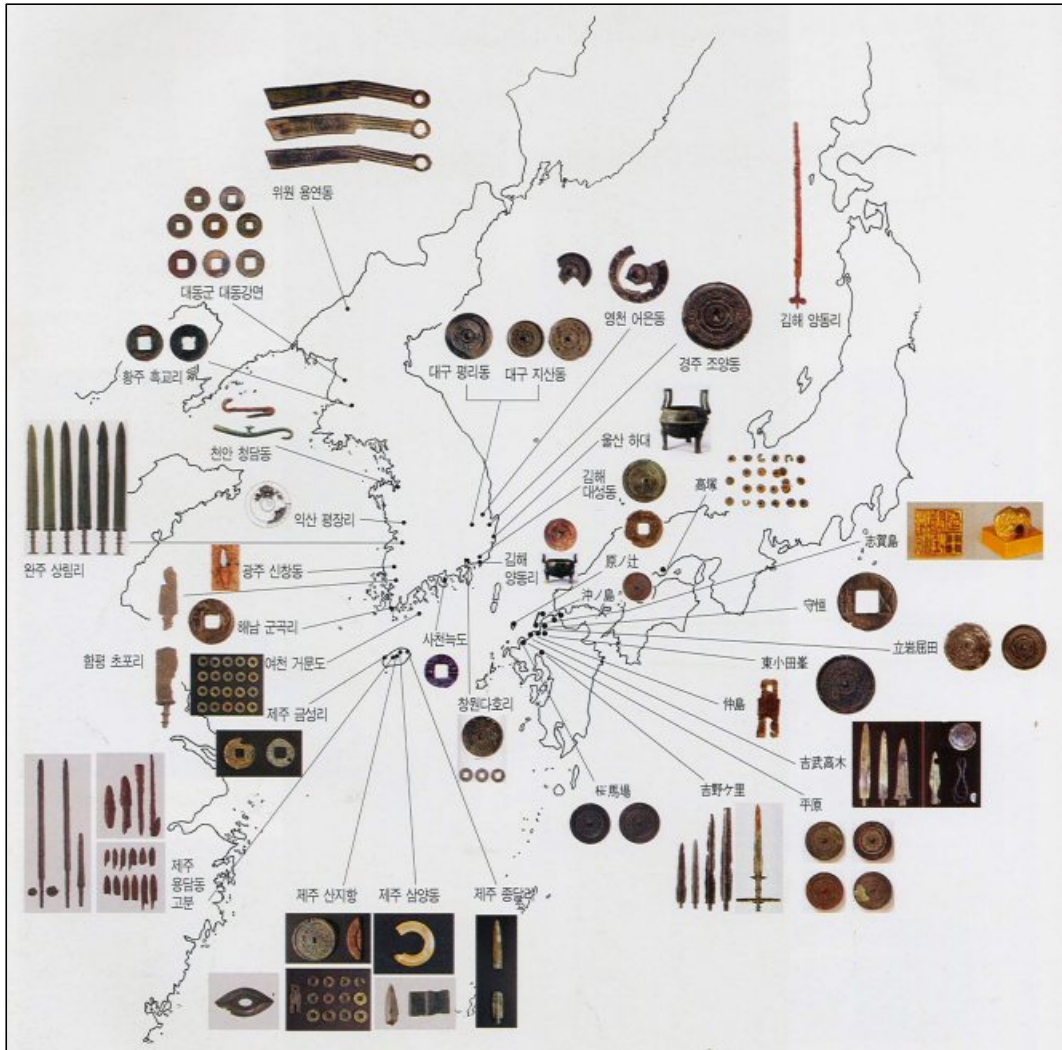 위원 용연동
대동군 대동강면
황주 흑교리
천안 청담동
익산 평장리
완주 상림리
광주 신창동
해남 군곡리
함평 초포리
여천 거문도
제주 금성리
제주
용담동
고분
제주 산지항
제주 삼양동
제주 종달리
사천늑도
창원다호리
김해
양동리
대구 평리동
대구 지산동
영천 어은동
경주 조양동
울산 하대
김해
대성동
김해 양동리
高塚
原ノ辻
沖ノ島
志賀島
守恒
立岩屈田
東小田峯
仲島
吉武高木
平原
吉野ケ里
桜馬場